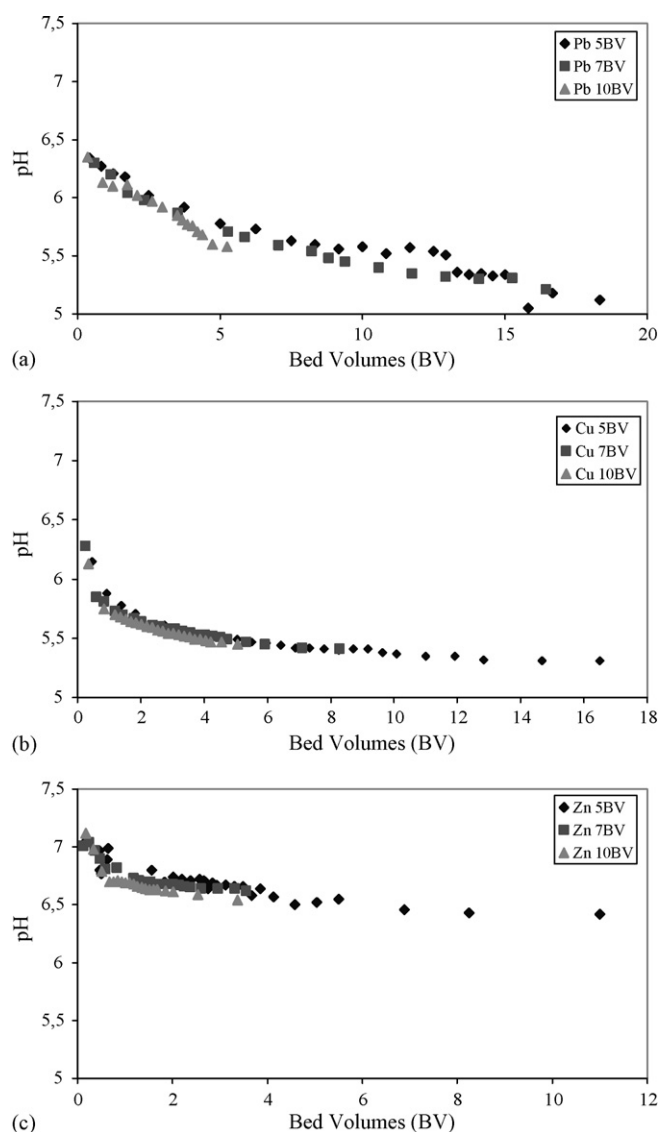 7,5
Pb 5BV
Pb 7BV
Pb 10BV
7
6,5
pH
6
5,5
5
0 5 10 15 20
(a)
Bed Volumes (BV)
7,5
Cu 5BV
Cu 7BV
Cu 10BV
7
6,5
pH
6
5,5
5
0 2 4 6 8 10 12 14 16 18
(b)
Bed Volumes (BV)
7,5
Zn 5BV
Zn 7BV
Zn 10BV
7
6,5
pH
6
5,5
5
0 2 4 6 8 10 12
(c)
Bed Volumes (BV)